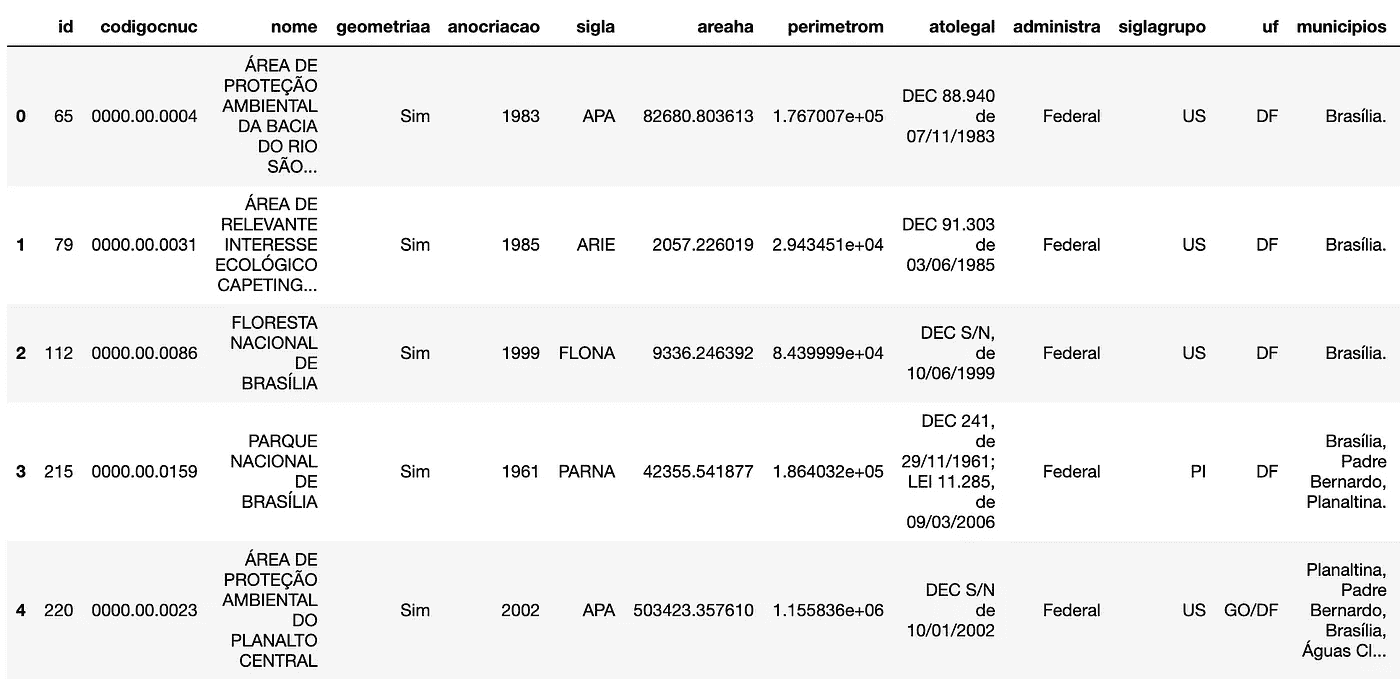 id codigocnuc nome geometriaa anocriacao sigla areaha perimetrom atolegal administra siglagrupo uf municipios
0 65 0000.00.0004 ÁREA DE PROTEÇÃO AMBIENTAL DA BACIA DO RIO SÃO... Sim 1983 APA 82680.803613 1.767007e+05 DEC 88.940 de 07/11/1983 Federal US DF Brasília.
1 79 0000.00.0031 ÁREA DE RELEVANTE INTERESSE ECOLÓGICO CAPETING... Sim 1985 ARIE 2057.226019 2.943451e+04 DEC 91.303 de 03/06/1985 Federal US DF Brasília.
2 112 0000.00.0086 FLORESTA NACIONAL DE BRASÍLIA Sim 1999 FLONA 9336.246392 8.439999e+04 DEC S/N, de 10/06/1999 Federal US DF Brasília.
3 215 0000.00.0159 PARQUE NACIONAL DE BRASÍLIA Sim 1961 PARNA 42355.541877 1.864032e+05 DEC 241, de 29/11/1961; LEI 11.285, de 09/03/2006 Federal PI DF Brasília, Padre Bernardo, Planaltina.
4 220 0000.00.0023 ÁREA DE PROTEÇÃO AMBIENTAL DO PLANALTO CENTRAL Sim 2002 APA 503423.357610 1.155836e+06 DEC S/N de 10/01/2002 Federal US GO/DF Planaltina, Padre Bernardo, Brasília, Águas Cl...